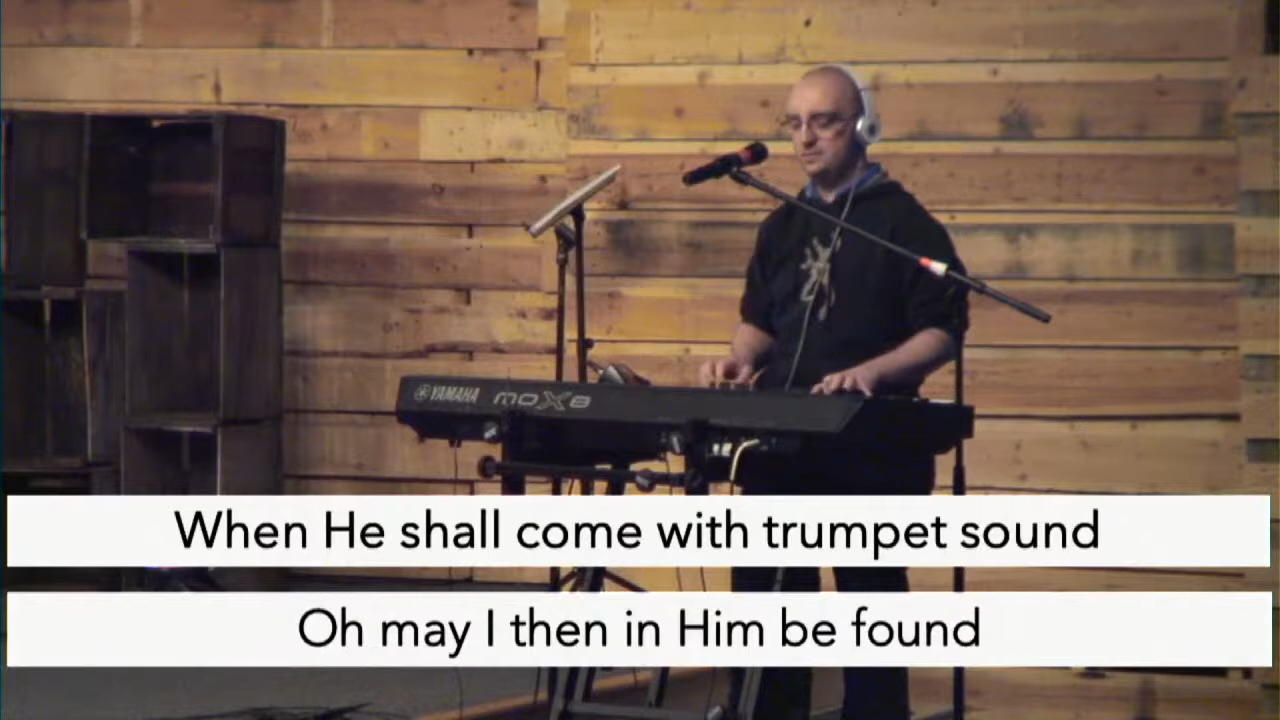 YAMAHA MOX8
When He shall come with trumpet sound
Oh may I then in Him be found